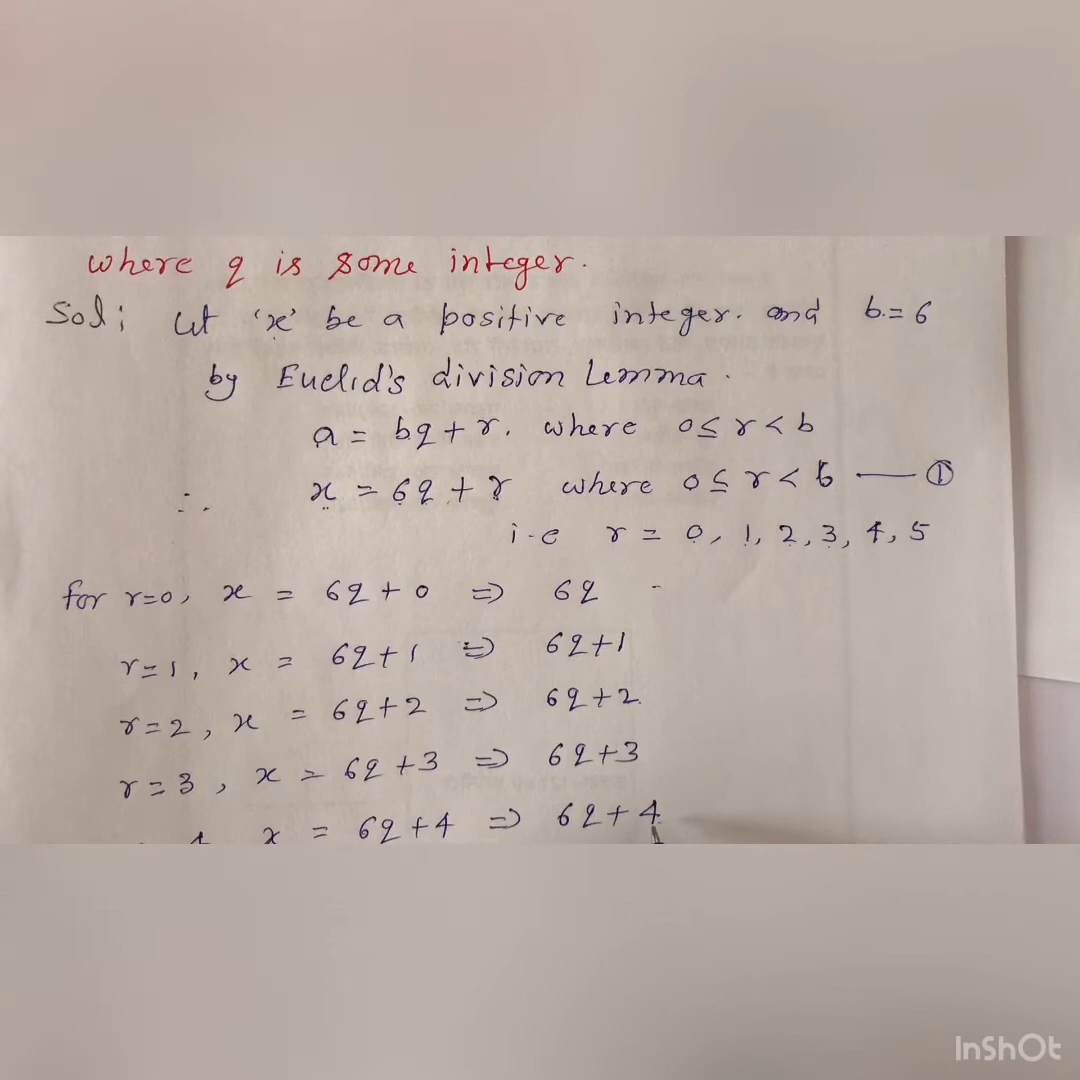 where q is some integer.
Sol; let 'x' be a positive integer. and b = 6
by Euclid's division Lemma.
a = bq + r. where 0 ≤ r < b
∴ x = 6q + r where 0 ≤ r < 6 —— ①
i.e r = 0, 1, 2, 3, 4, 5
for r=0, x = 6q + 0 ⇒ 6q
r = 1, x = 6q+1 ⇒ 6q+1
r = 2, x = 6q+2 ⇒ 6q+2.
r = 3, x = 6q+3 ⇒ 6q+3
x = 6q+4 ⇒ 6q+4
InShOt